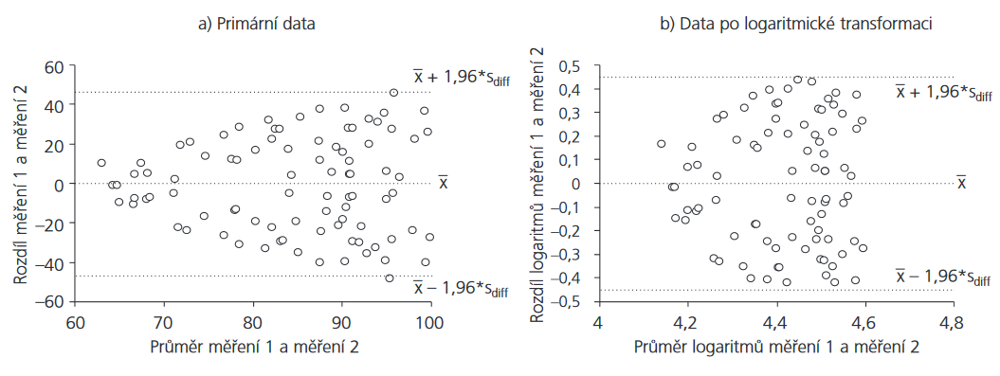 a) Primární data
Rozdíl měření 1 a měření 2
60
40
20
0
–20
–40
–60
x̅ + 1,96*sdiff
x̅
x̅ – 1,96*sdiff
60 70 80 90 100
Průměr měření 1 a měření 2
b) Data po logaritmické transformaci
Rozdíl logaritmů měření 1 a měření 2
0,5
0,4
0,3
0,2
0,1
0
–0,1
–0,2
–0,3
–0,4
–0,5
x̅ + 1,96*sdiff
x̅
x̅ – 1,96*sdiff
4 4,2 4,4 4,6 4,8
Průměr logaritmů měření 1 a měření 2